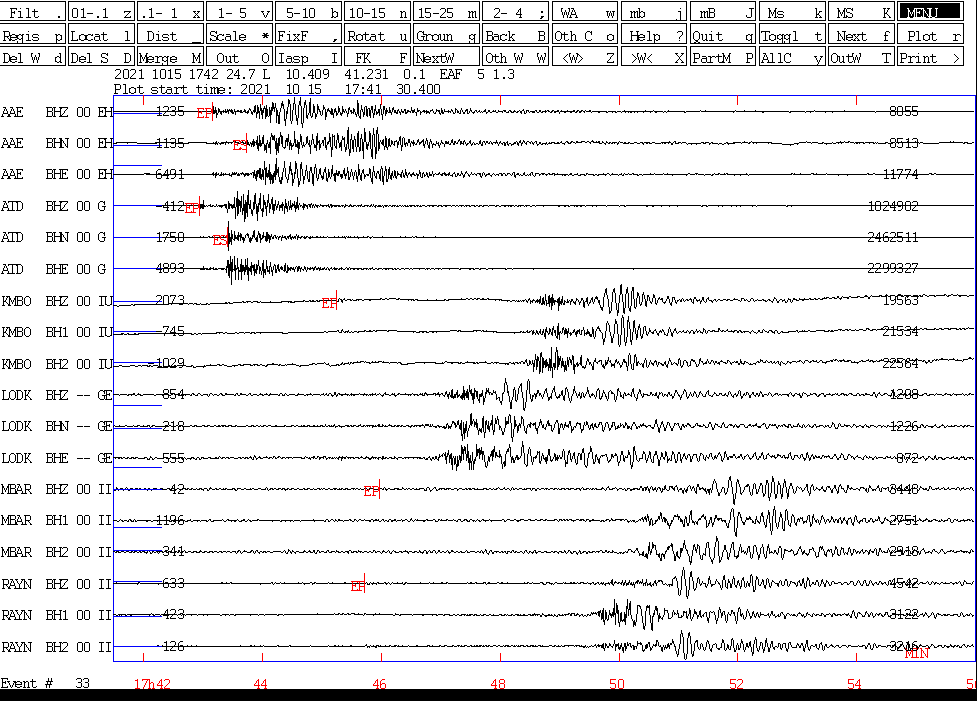 Filt . 01-.1 z .1- 1 x 1- 5 v 5-10 b 10-15 n 15-25 m 2- 4 ; WA w mb j mB J Ms k MS K MENU
Regis p Locat l Dist _ Scale * FixF , Rotat u Groun g Back B Oth C o Help ? Quit q Toggl t Next f Plot r
Del W d Del S D Merge M Out O Iasp I FK F NextW Oth W W <W> Z >W< X PartM P AllC y OutW T Print >
2021 1015 1742 24.7 L 10.409 41.231 0.1 EAF 5 1.3
Plot start time: 2021 10 15 17:41 30.400
AAE BHZ 00 EH 1235 EP 8055
AAE BHN 00 EH 1135 ES 8513
AAE BHE 00 EH 6491 11774
ATD BHZ 00 G -412 EP 1024902
ATD BHN 00 G 1750 ES 2462511
ATD BHE 00 G 4893 2299327
KMBO BHZ 00 IU 2073 EP 19563
KMBO BH1 00 IU 745 21534
KMBO BH2 00 IU 1029 22564
LODK BHZ -- GE 854 1208
LODK BHN -- GE 218 1226
LODK BHE -- GE 555 872
MBAR BHZ 00 II 42 EP 3448
MBAR BH1 00 II 1196 2751
MBAR BH2 00 II 341 2918
RAYN BHZ 00 II 633 EP 4542
RAYN BH1 00 II 423 3122
RAYN BH2 00 II 126 3216
MIN
Event # 33 17h42 44 46 48 50 52 54